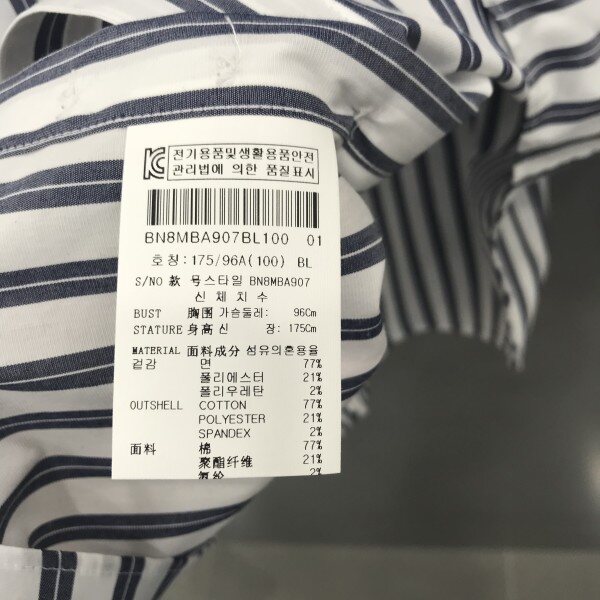 KC 전기용품및생활용품안전
관리법에 의한 품질표시
BN8MBA907BL100 01
호칭:175/96A(100) BL
S/NO 款 号스타일 BN8MBA907
신체치수
BUST 胸围 가슴둘레: 96Cm
STATURE 身高 신 장: 175Cm
MATERIAL 面料成分 섬유의혼용율
겉감 면 77%
폴리에스터 21%
폴리우레탄 2%
OUTSHELL COTTON 77%
POLYESTER 21%
SPANDEX 2%
面料 棉 77%
聚酯纤维 21%
氨纶 2%